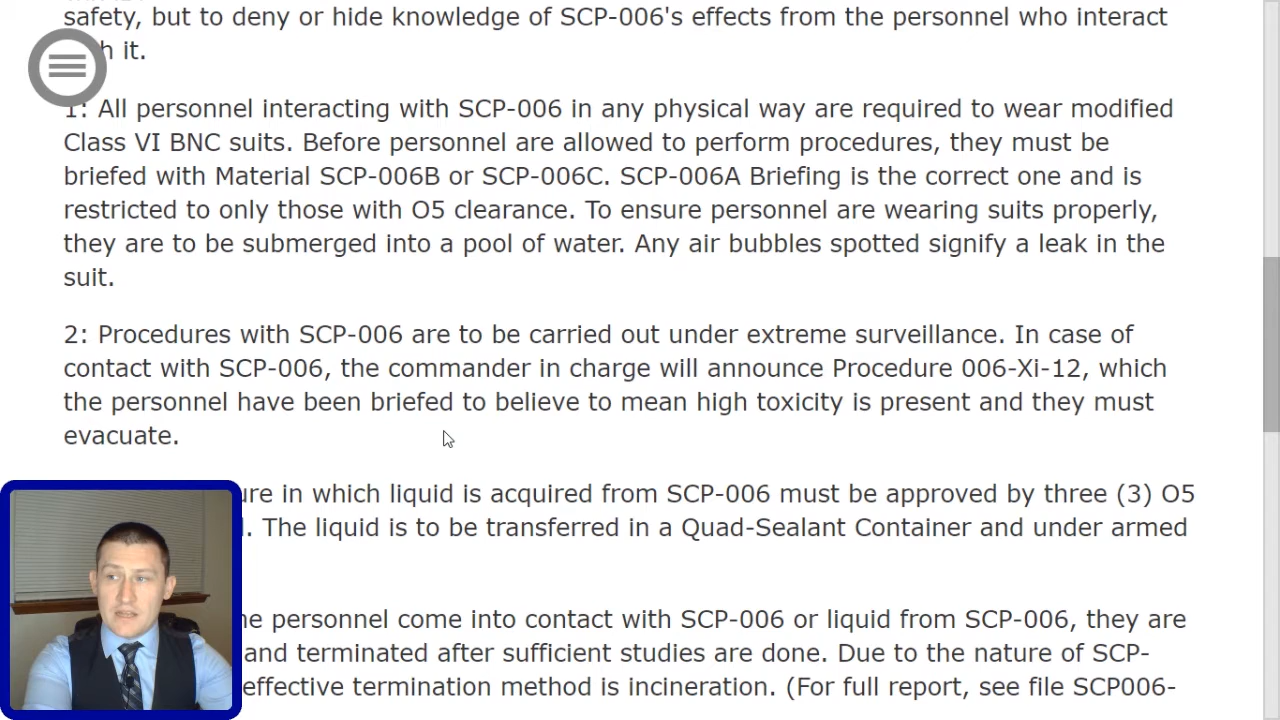 safety, but to deny or hide knowledge of SCP-006's effects from the personnel who interact
it.
1: All personnel interacting with SCP-006 in any physical way are required to wear modified
Class VI BNC suits. Before personnel are allowed to perform procedures, they must be
briefed with Material SCP-006B or SCP-006C. SCP-006A Briefing is the correct one and is
restricted to only those with O5 clearance. To ensure personnel are wearing suits properly,
they are to be submerged into a pool of water. Any air bubbles spotted signify a leak in the
suit.
2: Procedures with SCP-006 are to be carried out under extreme surveillance. In case of
contact with SCP-006, the commander in charge will announce Procedure 006-Xi-12, which
the personnel have been briefed to believe to mean high toxicity is present and they must
evacuate.
in which liquid is acquired from SCP-006 must be approved by three (3) O5
The liquid is to be transferred in a Quad-Sealant Container and under armed
personnel come into contact with SCP-006 or liquid from SCP-006, they are
and terminated after sufficient studies are done. Due to the nature of SCP-
effective termination method is incineration. (For full report, see file SCP006-